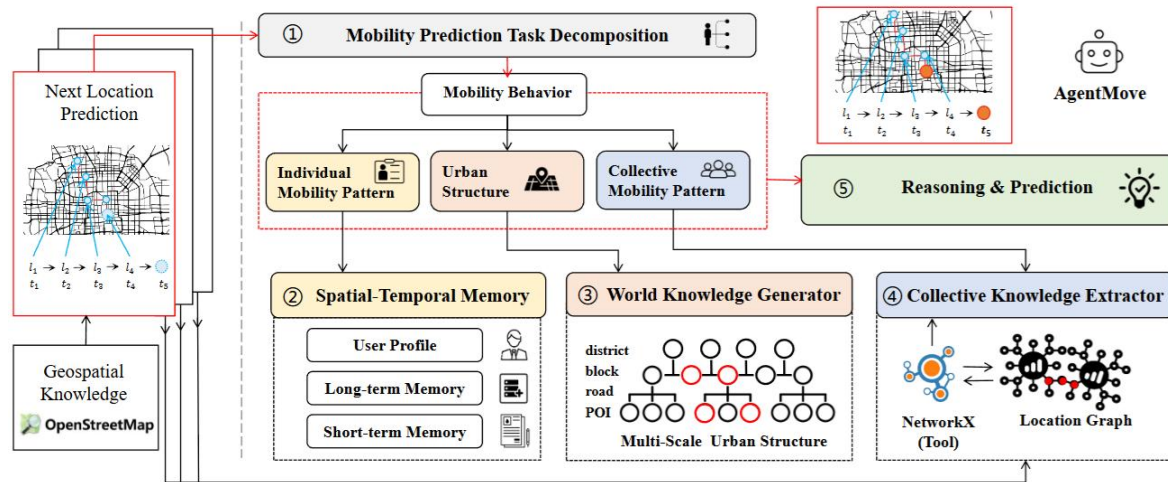 ① Mobility Prediction Task Decomposition
Next Location
Prediction
l₁ → l₂ → l₃ → l₄ →
t₁ t₂ t₃ t₄ t₅
Geospatial
Knowledge
OpenStreetMap
Mobility Behavior
Individual
Mobility Pattern
Urban
Structure
Collective
Mobility Pattern
l₁ → l₂ → l₃ → l₄ →
t₁ t₂ t₃ t₄ t₅
AgentMove
⑤ Reasoning & Prediction
② Spatial-Temporal Memory
User Profile
Long-term Memory
Short-term Memory
③ World Knowledge Generator
district
block
road
POI
Multi-Scale Urban Structure
④ Collective Knowledge Extractor
NetworkX
(Tool)
Location Graph